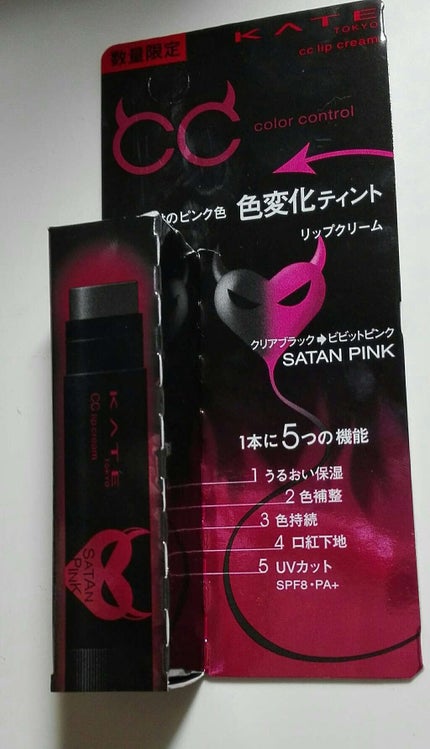 数量限定
KATE
TOKYO
cc lip cream
CC
color control
のピンク色 色変化ティント
リップクリーム
クリアブラック➡ビビットピンク
SATAN PINK
1本に5つの機能
1 うるおい保湿
2 色補整
3 色持続
4 口紅下地
5 UVカット
SPF8・PA+
KATE
TOKYO
CC lip cream
SATAN
PINK